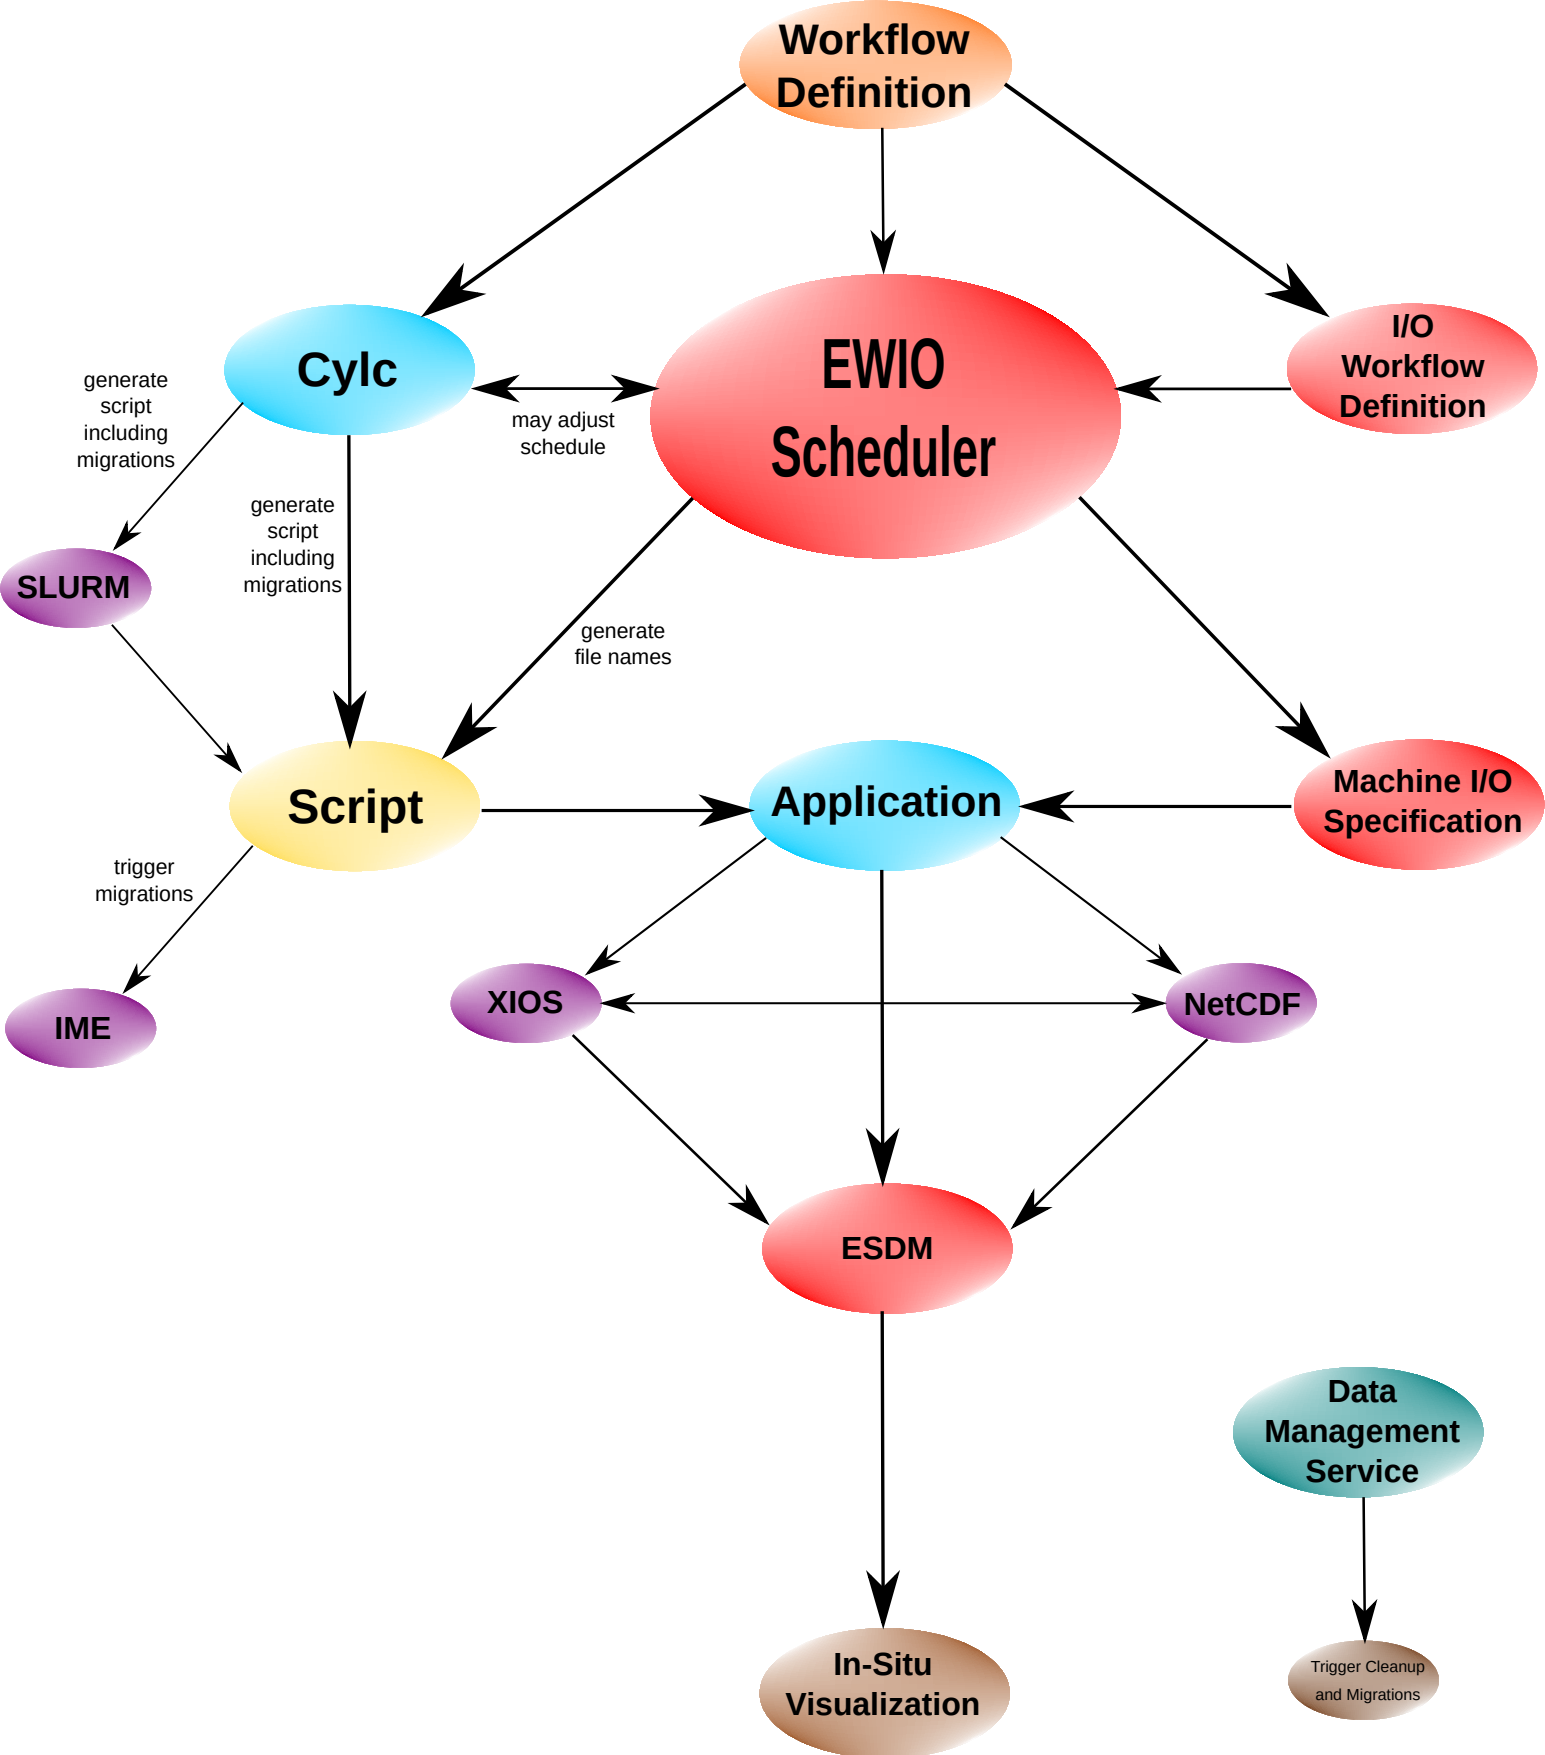 Workflow
Definition
Cylc
EWIO
Scheduler
I/O
Workflow
Definition
generate
script
including
migrations
may adjust
schedule
generate
script
including
migrations
SLURM
generate
file names
Script
Application
Machine I/O
Specification
trigger
migrations
IME
XIOS
NetCDF
ESDM
Data
Management
Service
In-Situ
Visualization
Trigger Cleanup
and Migrations